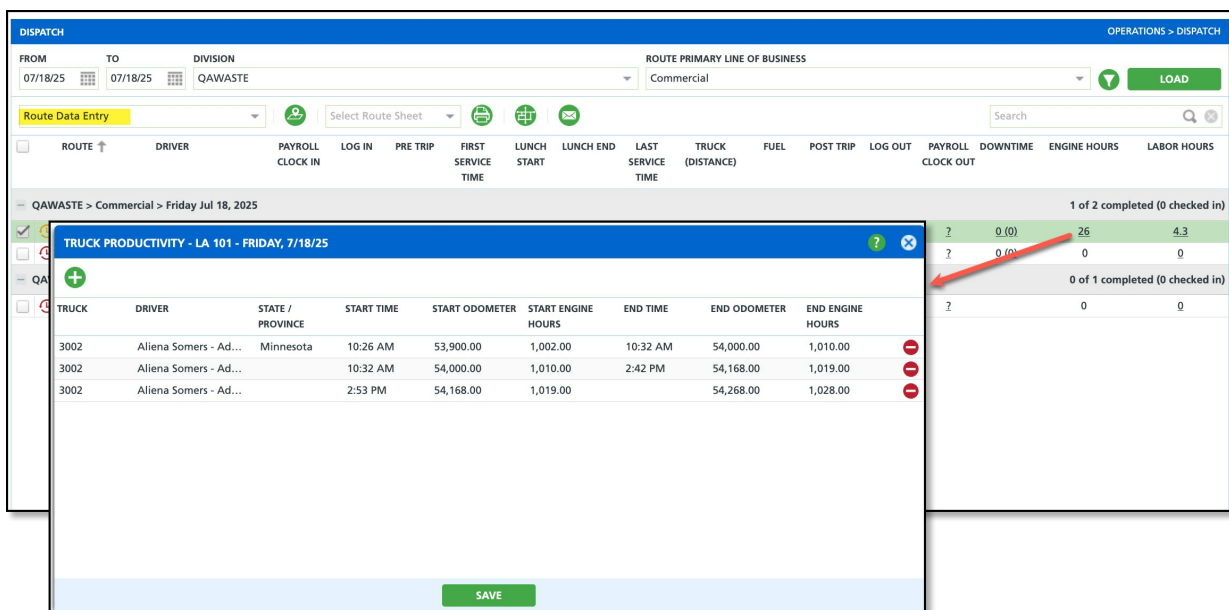 DISPATCH OPERATIONS > DISPATCH
FROM TO DIVISION ROUTE PRIMARY LINE OF BUSINESS
07/18/25 07/18/25 QAWASTE Commercial LOAD
Route Data Entry Select Route Sheet Search
ROUTE DRIVER PAYROLL CLOCK IN LOG IN PRE TRIP FIRST SERVICE TIME LUNCH START LUNCH END LAST SERVICE TIME TRUCK (DISTANCE) FUEL POST TRIP LOG OUT PAYROLL CLOCK OUT DOWNTIME ENGINE HOURS LABOR HOURS
QAWASTE > Commercial > Friday Jul 18, 2025 1 of 2 completed (0 checked in)
? 0 (0) 26 4.3
? 0 (0) 0 0
QA 0 of 1 completed (0 checked in)
? 0 0
TRUCK PRODUCTIVITY - LA 101 - FRIDAY, 7/18/25 ?
TRUCK DRIVER STATE / PROVINCE START TIME START ODOMETER START ENGINE HOURS END TIME END ODOMETER END ENGINE HOURS
3002 Aliena Somers - Ad... Minnesota 10:26 AM 53,900.00 1,002.00 10:32 AM 54,000.00 1,010.00
3002 Aliena Somers - Ad... 10:32 AM 54,000.00 1,010.00 2:42 PM 54,168.00 1,019.00
3002 Aliena Somers - Ad... 2:53 PM 54,168.00 1,019.00 54,268.00 1,028.00
SAVE